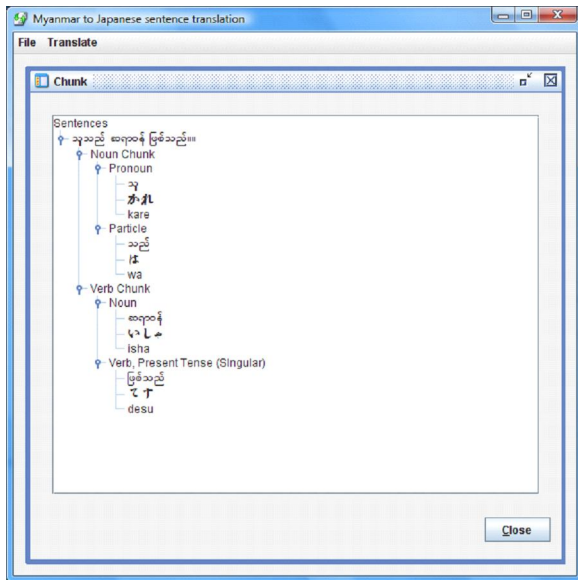 Myanmar to Japanese sentence translation
File Translate
Chunk
Sentences
သူသည် ဆရာဝန် ဖြစ်သည်။။
Noun Chunk
Pronoun
သူ
かれ
kare
Particle
သည်
は
wa
Verb Chunk
Noun
ဆရာဝန်
いしゃ
isha
Verb, Present Tense (Singular)
ဖြစ်သည်
てす
desu
Close